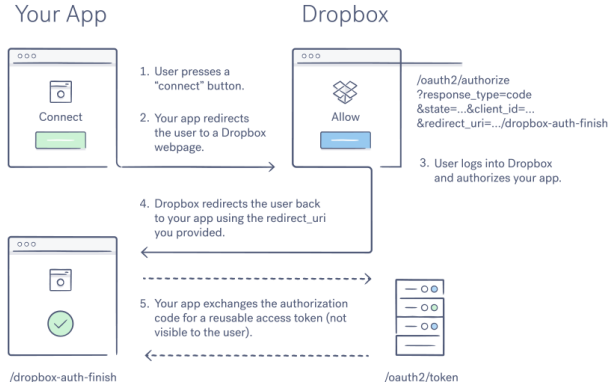 Your App
Dropbox
1. User presses a
"connect" button.
2. Your app redirects
the user to a Dropbox
webpage.
Connect
Allow
/oauth2/authorize
?response_type=code
&state=...&client_id=...
&redirect_uri=.../dropbox-auth-finish
3. User logs into Dropbox
and authorizes your app.
4. Dropbox redirects the user back
to your app using the redirect_uri
you provided.
5. Your app exchanges the authorization
code for a reusable access token (not
visible to the user).
/dropbox-auth-finish
/oauth2/token